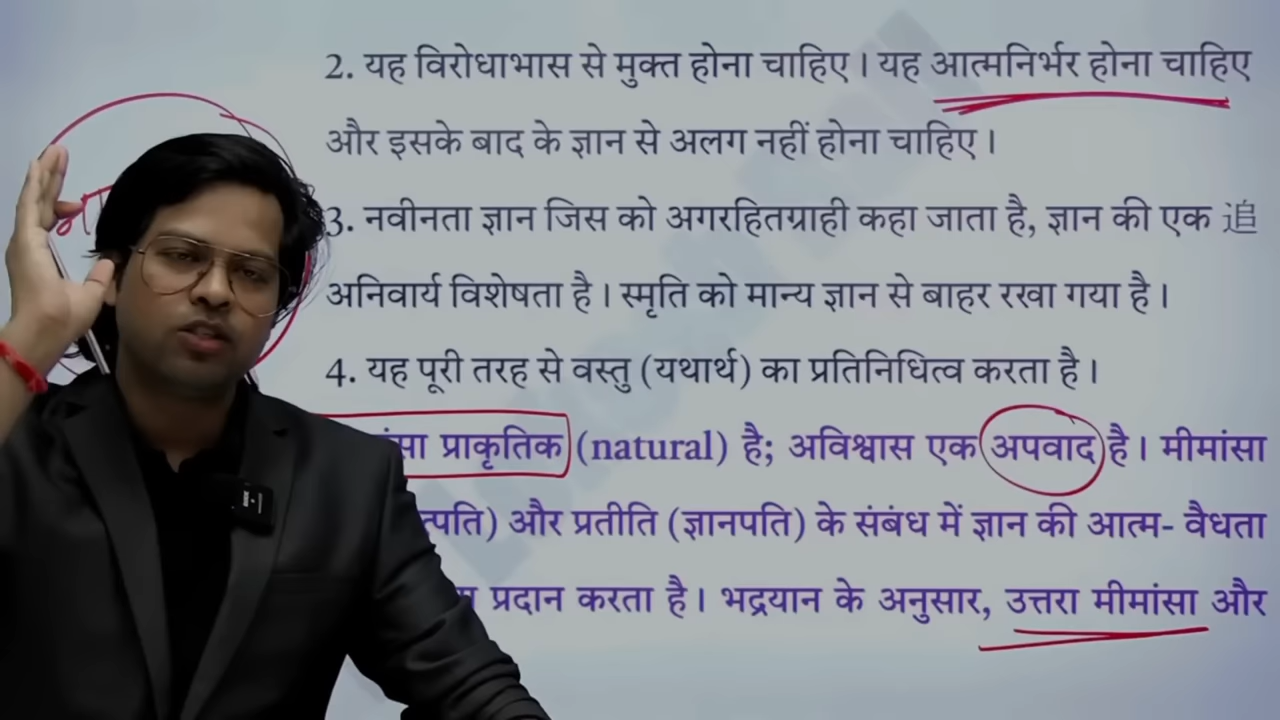 2. यह विरोधाभास से मुक्त होना चाहिए। यह आत्मनिर्भर होना चाहिए
और इसके बाद के ज्ञान से अलग नहीं होना चाहिए।
3. नवीनता ज्ञान जिस को अगरहितग्राही कहा जाता है, ज्ञान की एक 追
अनिवार्य विशेषता है। स्मृति को मान्य ज्ञान से बाहर रखा गया है।
4. यह पूरी तरह से वस्तु (यथार्थ) का प्रतिनिधित्व करता है।
प्राकृतिक (natural) है; अविश्वास एक अपवाद है। मीमांसा
और प्रतीति (ज्ञानपति) के संबंध में ज्ञान की आत्म- वैधता
प्रदान करता है। भद्रयान के अनुसार, उत्तरा मीमांसा और